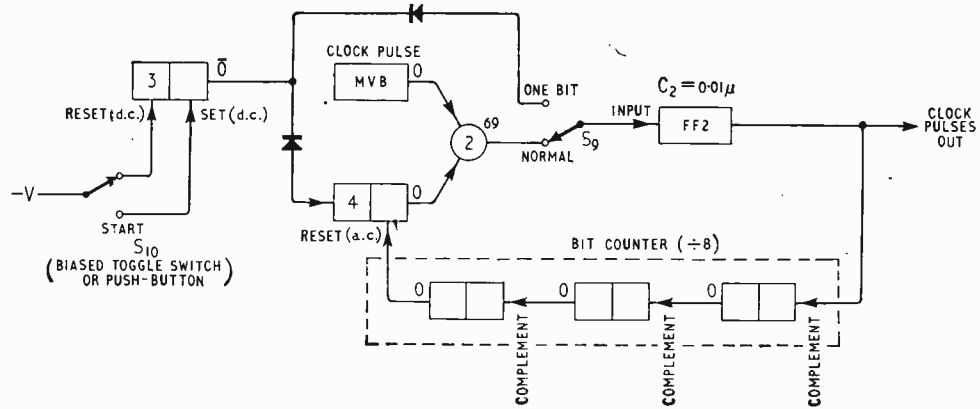 CLOCK PULSE
MVB
0
3
Ō
RESET (d.c.)
SET (d.c.)
-V
START
S10
(BIASED TOGGLE SWITCH
OR PUSH-BUTTON)
4
0
RESET (a.c.)
2
69
ONE BIT
NORMAL
S9
INPUT
C2 = 0·01μ
FF2
CLOCK
PULSES
OUT
BIT COUNTER (÷8)
0
0
0
COMPLEMENT
COMPLEMENT
COMPLEMENT